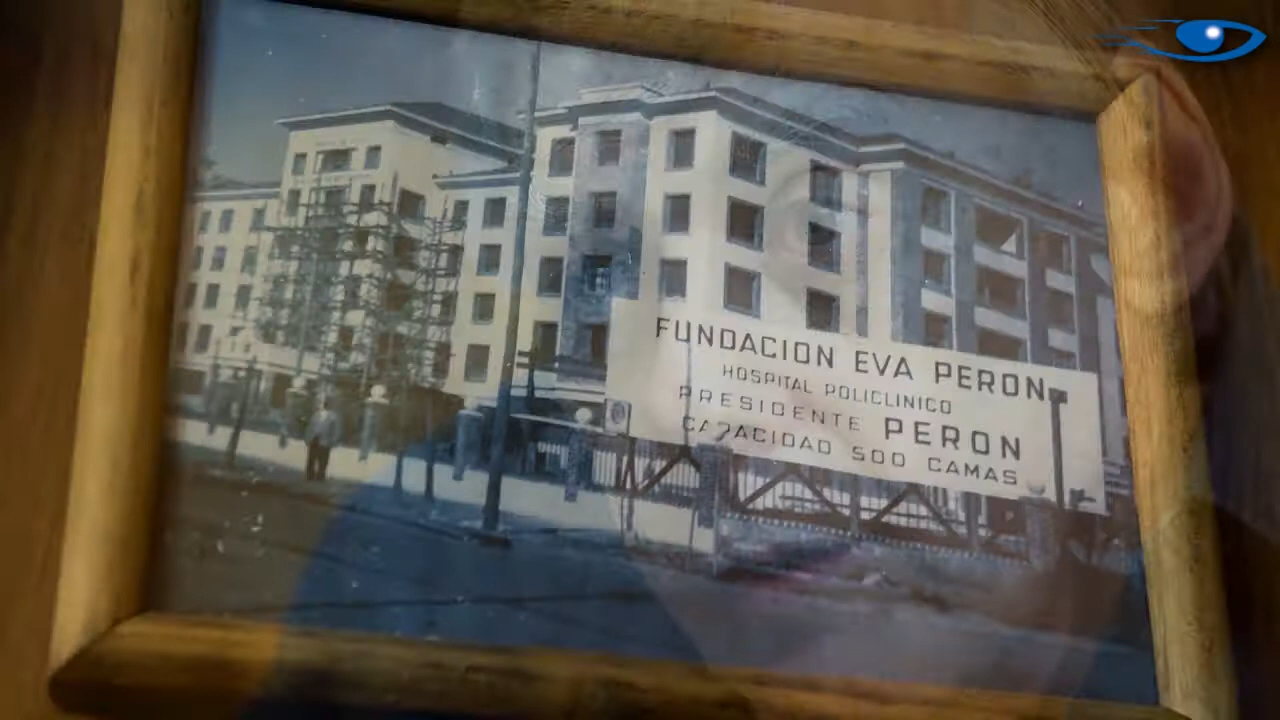 FUNDACION EVA PERON
HOSPITAL POLICLINICO
PRESIDENTE PERON
CAPACIDAD 500 CAMAS